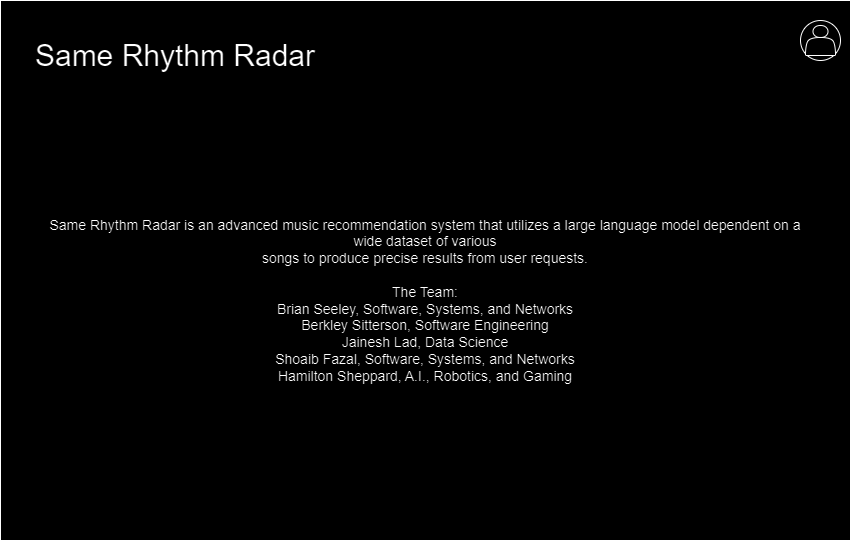 Same Rhythm Radar
Same Rhythm Radar is an advanced music recommendation system that utilizes a large language model dependent on a
wide dataset of various
songs to produce precise results from user requests.
The Team:
Brian Seeley, Software, Systems, and Networks
Berkley Sitterson, Software Engineering
Jainesh Lad, Data Science
Shoaib Fazal, Software, Systems, and Networks
Hamilton Sheppard, A.I., Robotics, and Gaming